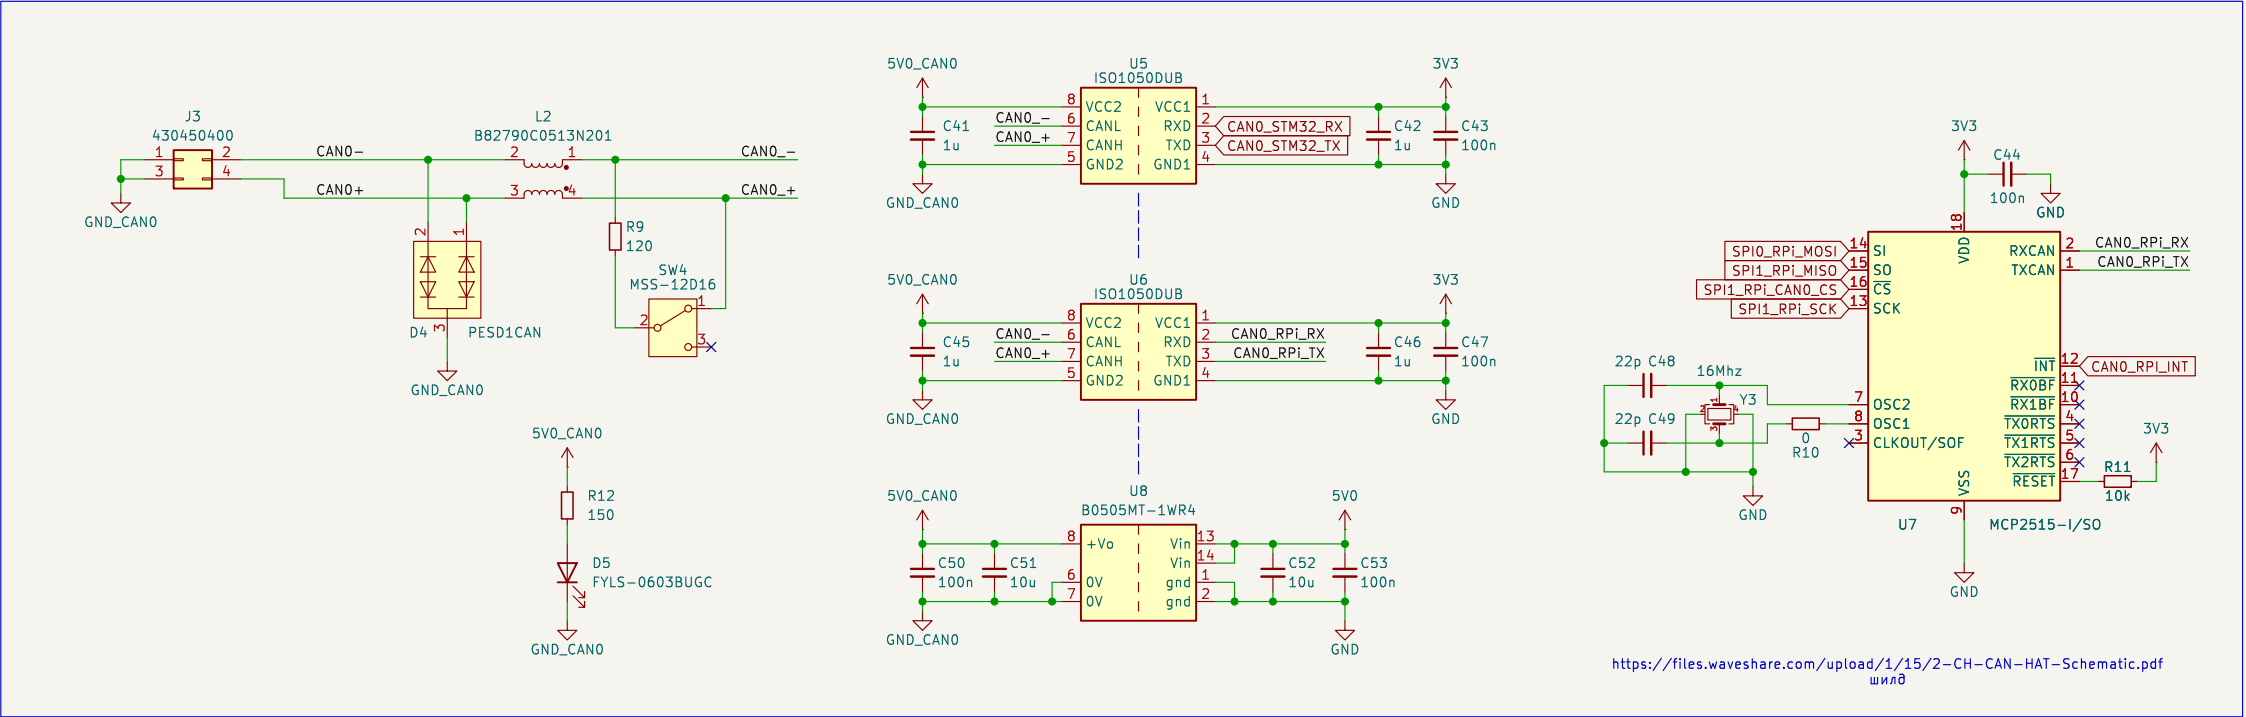 J3
430450400
1
2
3
4
GND_CAN0
CAN0-
CAN0+
L2
B82790C0513N201
2
1
3
4
CAN0_-
CAN0_+
2
1
3
D4
PESD1CAN
GND_CAN0
R9
120
SW4
MSS-12D16
1
2
3
5V0_CAN0
R12
150
D5
FYLS-0603BUGC
GND_CAN0
5V0_CAN0
U5
ISO1050DUB
3V3
8 VCC2
VCC1 1
CAN0_-
6 CANL
RXD 2
CAN0_STM32_RX
CAN0_+
7 CANH
TXD 3
CAN0_STM32_TX
5 GND2
GND1 4
C41
1u
C42
1u
C43
100n
GND_CAN0
GND
5V0_CAN0
U6
ISO1050DUB
3V3
8 VCC2
VCC1 1
CAN0_-
6 CANL
RXD 2
CAN0_RPi_RX
CAN0_+
7 CANH
TXD 3
CAN0_RPi_TX
5 GND2
GND1 4
C45
1u
C46
1u
C47
100n
GND_CAN0
GND
5V0_CAN0
U8
B0505MT-1WR4
5V0
8 +Vo
Vin 13
Vin 14
6 0V
gnd 1
7 0V
gnd 2
C50
100n
C51
10u
C52
10u
C53
100n
GND_CAN0
GND
3V3
C44
100n
GND
18
VDD
SPI0_RPi_MOSI
14 SI
SPI1_RPi_MISO
15 SO
SPI1_RPi_CAN0_CS
16 CS
SPI1_RPi_SCK
13 SCK
RXCAN 2
CAN0_RPi_RX
TXCAN 1
CAN0_RPi_TX
INT 12
CAN0_RPI_INT
RX0BF 11
RX1BF 10
TX0RTS 4
TX1RTS 5
TX2RTS 6
RESET 17
R11
10k
3V3
22p C48
16Mhz
1
2
4
3
Y3
22p C49
7 OSC2
8 OSC1
3 CLKOUT/SOF
0
R10
GND
VSS
9
U7
MCP2515-I/SO
GND
https://files.waveshare.com/upload/1/15/2-CH-CAN-HAT-Schematic.pdf
шилд